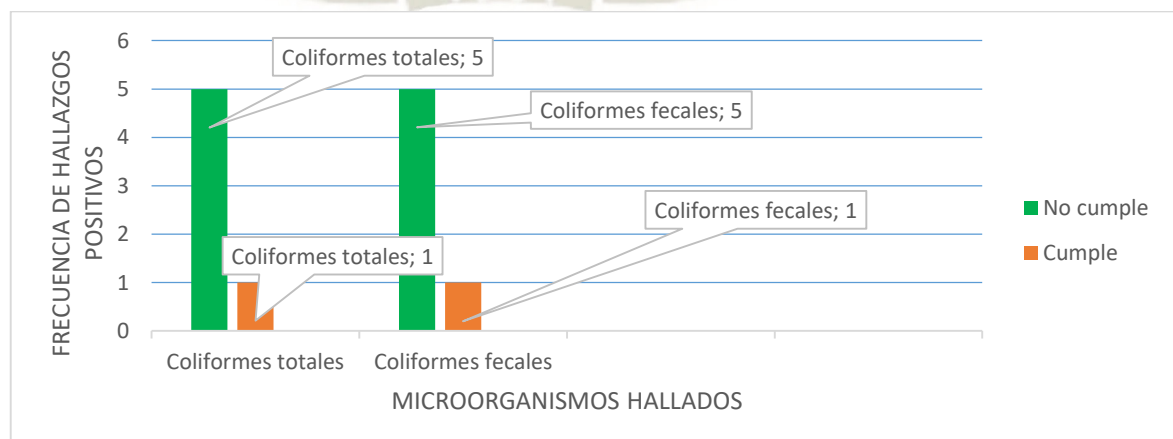 6
5
4
3
2
1
0
FRECUENCIA DE HALLAZGOS
POSITIVOS
Coliformes totales; 5
Coliformes fecales; 5
Coliformes fecales; 1
Coliformes totales; 1
No cumple
Cumple
Coliformes totales
Coliformes fecales
MICROORGANISMOS HALLADOS